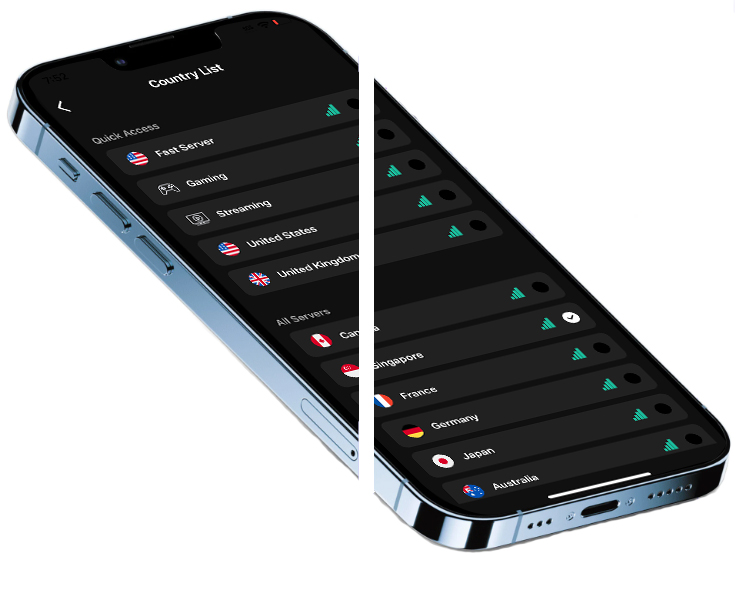 7:52
Country List
Quick Access
Fast Server
Gaming
Streaming
United States
United Kingdom
All Servers
Canada
Singapore
France
Germany
Japan
Australia